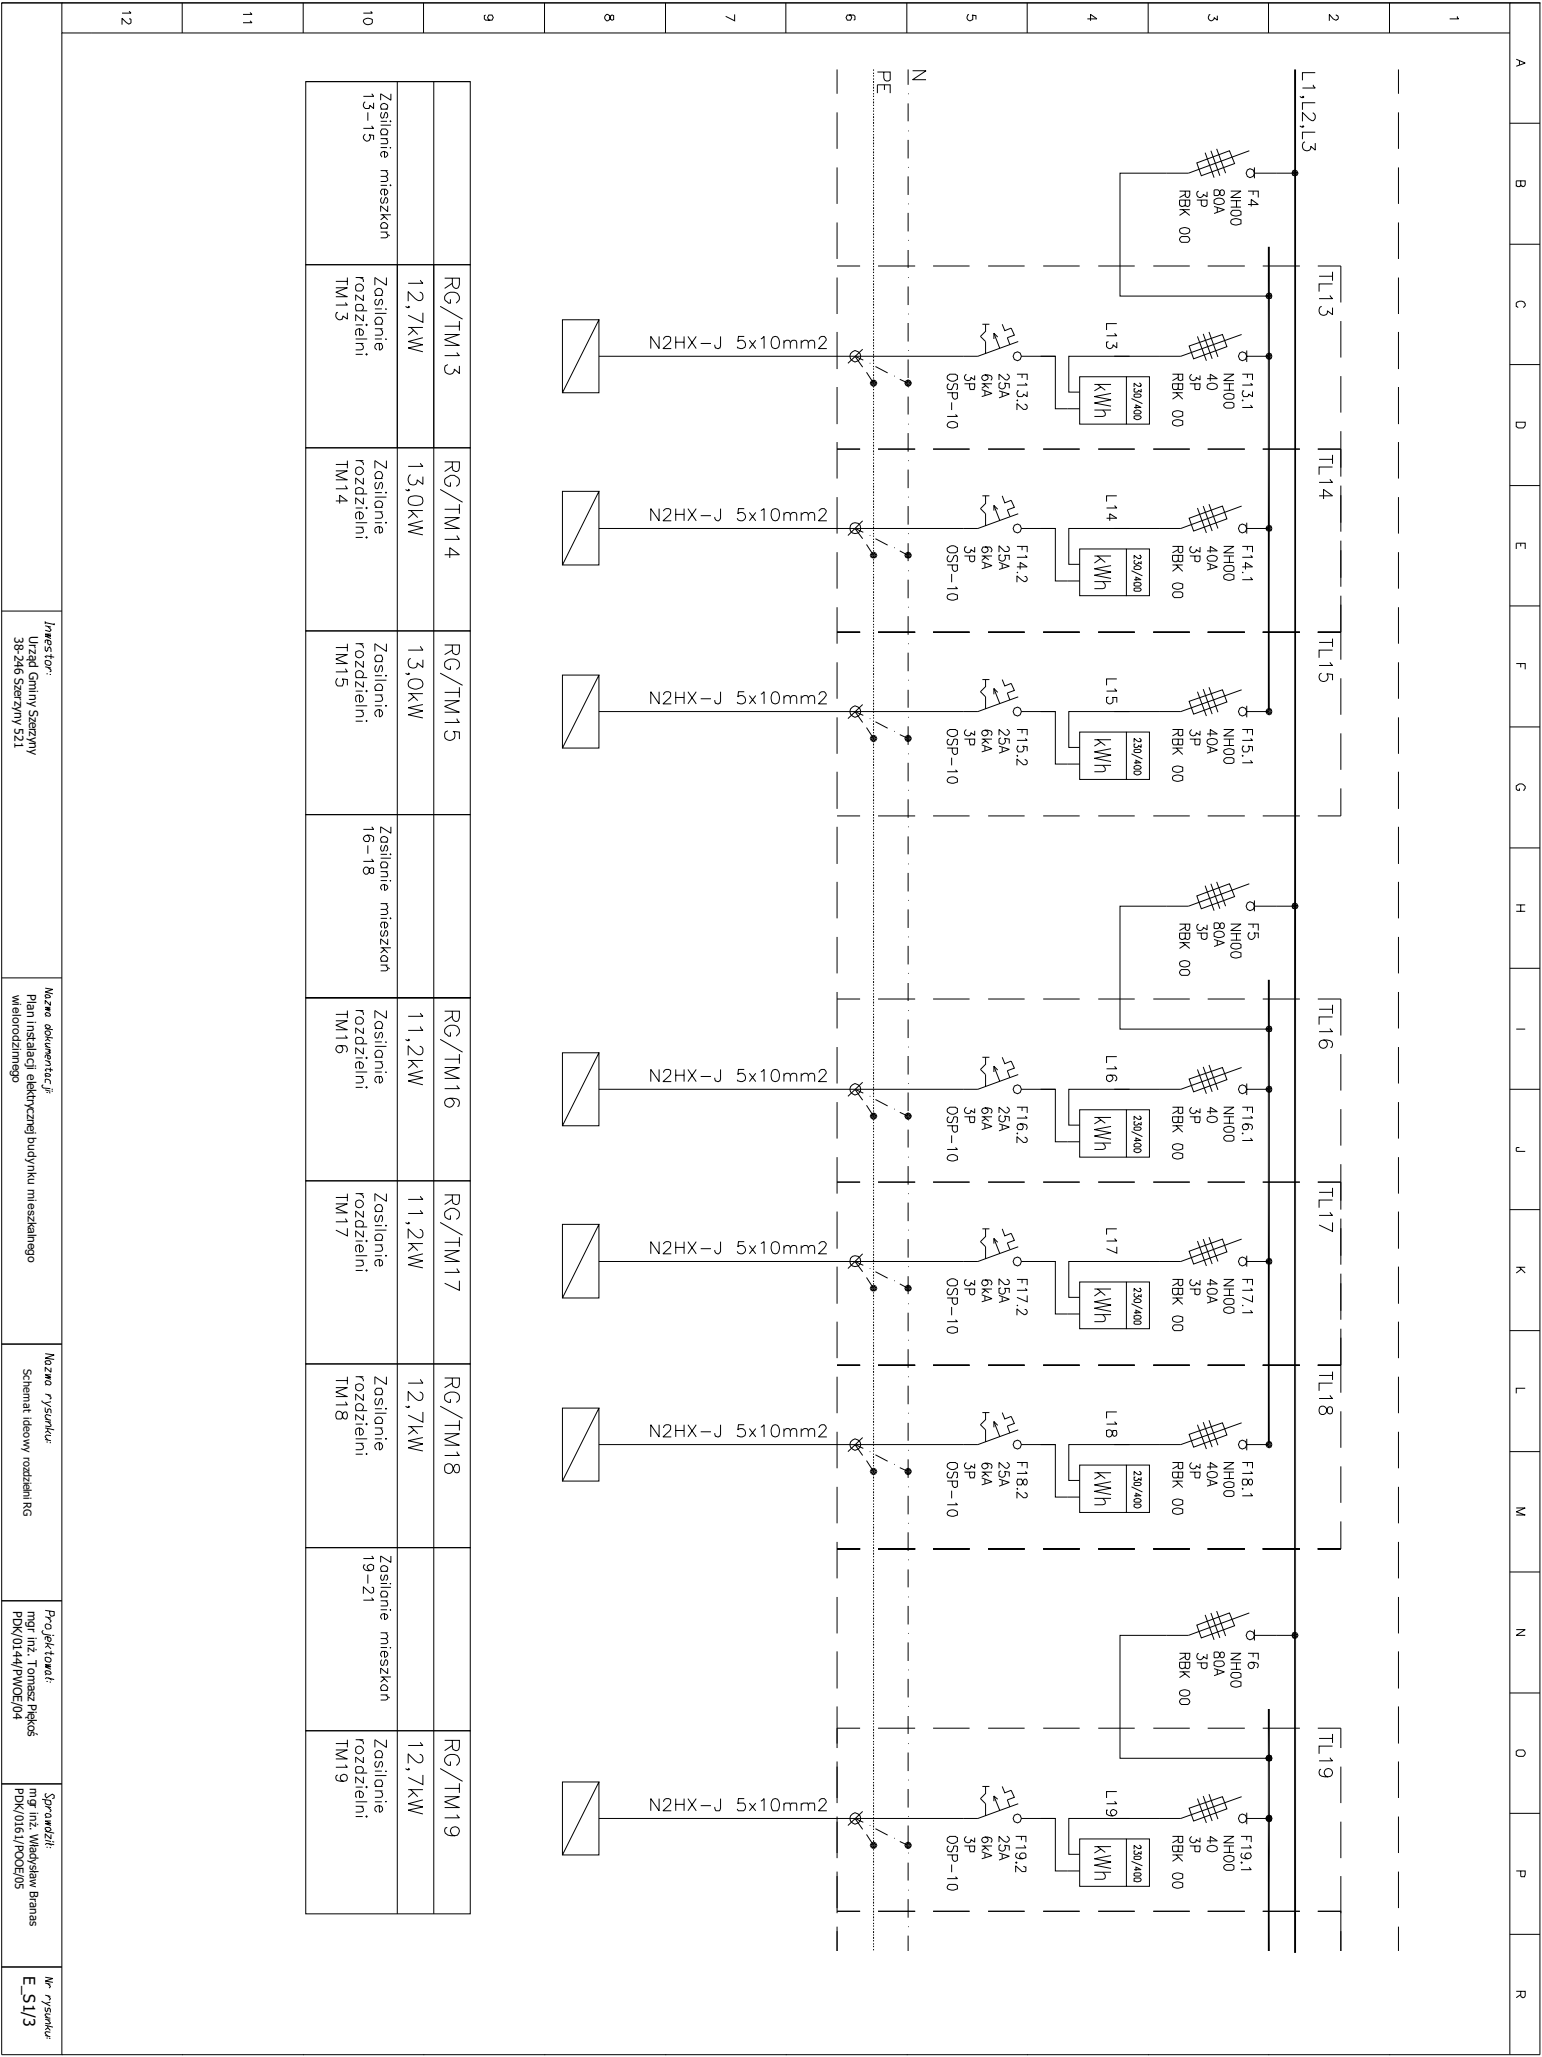 A
B
C
D
E
F
G
H
I
J
K
L
M
N
O
P
R
1
2
3
4
5
6
7
8
9
10
11
12
L1,L2,L3
N
PE
F4
NH00
80A
3P
RBK 00
TL13
F13.1
NH00
40
3P
RBK 00
L13
230/400
kWh
F13.2
25A
6kA
3P
OSP-10
N2HX-J 5x10mm2
TL14
F14.1
NH00
40A
3P
RBK 00
L14
230/400
kWh
F14.2
25A
6kA
3P
OSP-10
N2HX-J 5x10mm2
TL15
F15.1
NH00
40A
3P
RBK 00
L15
230/400
kWh
F15.2
25A
6kA
3P
OSP-10
N2HX-J 5x10mm2
F5
NH00
80A
3P
RBK 00
TL16
F16.1
NH00
40
3P
RBK 00
L16
230/400
kWh
F16.2
25A
6kA
3P
OSP-10
N2HX-J 5x10mm2
TL17
F17.1
NH00
40A
3P
RBK 00
L17
230/400
kWh
F17.2
25A
6kA
3P
OSP-10
N2HX-J 5x10mm2
TL18
F18.1
NH00
40A
3P
RBK 00
L18
230/400
kWh
F18.2
25A
6kA
3P
OSP-10
N2HX-J 5x10mm2
F6
NH00
80A
3P
RBK 00
TL19
F19.1
NH00
40
3P
RBK 00
L19
230/400
kWh
F19.2
25A
6kA
3P
OSP-10
N2HX-J 5x10mm2
Zasilanie mieszkań
13-15
RG/TM13
12,7kW
Zasilanie
rozdzielni
TM13
RG/TM14
13,0kW
Zasilanie
rozdzielni
TM14
RG/TM15
13,0kW
Zasilanie
rozdzielni
TM15
Zasilanie mieszkań
16-18
RG/TM16
11,2kW
Zasilanie
rozdzielni
TM16
RG/TM17
11,2kW
Zasilanie
rozdzielni
TM17
RG/TM18
12,7kW
Zasilanie
rozdzielni
TM18
Zasilanie mieszkań
19-21
RG/TM19
12,7kW
Zasilanie
rozdzielni
TM19
Inwestor:
Urząd Gminy Szerzyny
38-246 Szerzyny 521
Nazwa dokumentacji:
Plan instalacji elektrycznej budynku mieszkalnego
wielorodzinnego
Nazwa rysunku:
Schemat ideowy rozdzielni RG
Projektował:
mgr inż. Tomasz Piękoś
PDK/0144/PWOE/04
Sprawdził:
mgr inż. Władysław Branas
PDK/0161/POOE/05
Nr rysunku:
E_S1/3